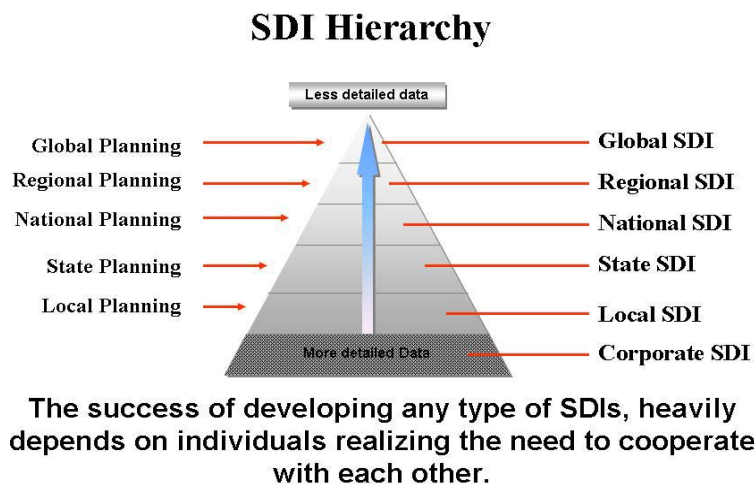 SDI Hierarchy
Less detailed data
Global Planning
Global SDI
Regional Planning
Regional SDI
National Planning
National SDI
State Planning
State SDI
Local Planning
Local SDI
More detailed Data
Corporate SDI
The success of developing any type of SDIs, heavily
depends on individuals realizing the need to cooperate
with each other.